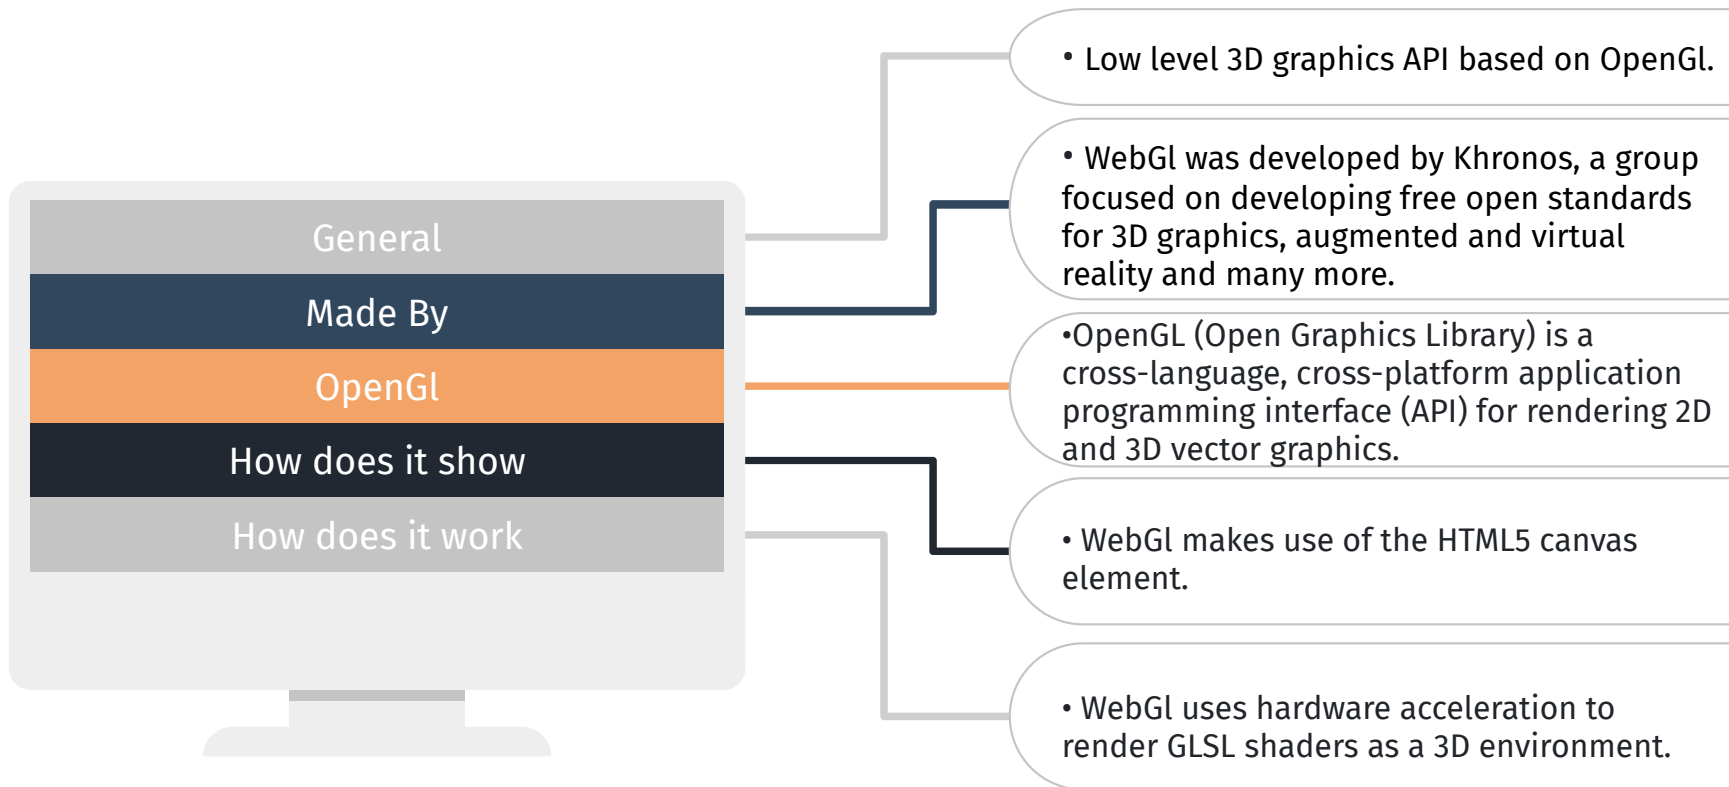 General
Made By
OpenGl
How does it show
How does it work
• Low level 3D graphics API based on OpenGl.
• WebGl was developed by Khronos, a group
focused on developing free open standards
for 3D graphics, augmented and virtual
reality and many more.
•OpenGL (Open Graphics Library) is a
cross-language, cross-platform application
programming interface (API) for rendering 2D
and 3D vector graphics.
• WebGl makes use of the HTML5 canvas
element.
• WebGl uses hardware acceleration to
render GLSL shaders as a 3D environment.